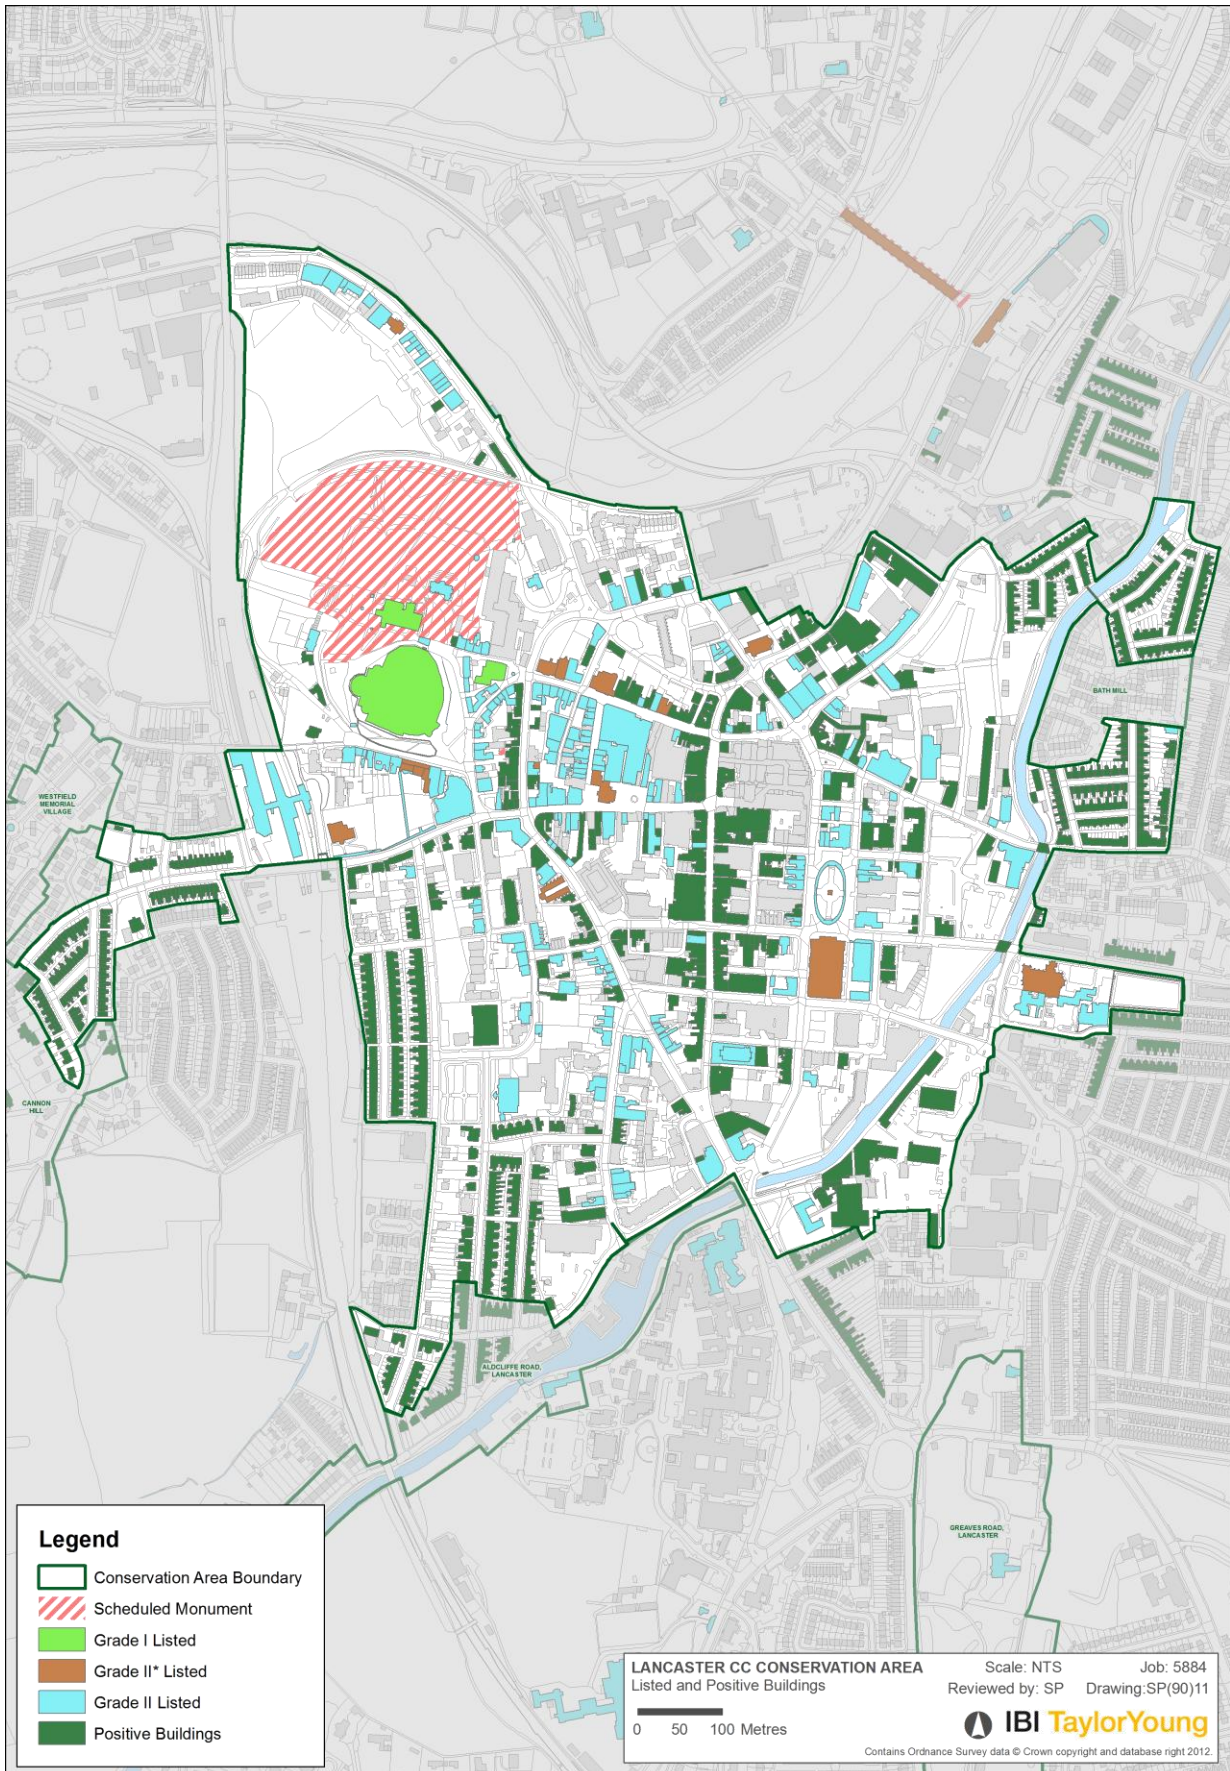 BATH MILL
WESTFIELD
MEMORIAL
VILLAGE
CANNON
HILL
ALDCLIFFE ROAD,
LANCASTER
GREAVES ROAD,
LANCASTER
Legend
Conservation Area Boundary
Scheduled Monument
Grade I Listed
Grade II* Listed
Grade II Listed
Positive Buildings
LANCASTER CC CONSERVATION AREA
Listed and Positive Buildings
Scale: NTS
Job: 5884
Reviewed by: SP
Drawing:SP(90)11
0 50 100 Metres
IBI TaylorYoung
Contains Ordnance Survey data © Crown copyright and database right 2012.